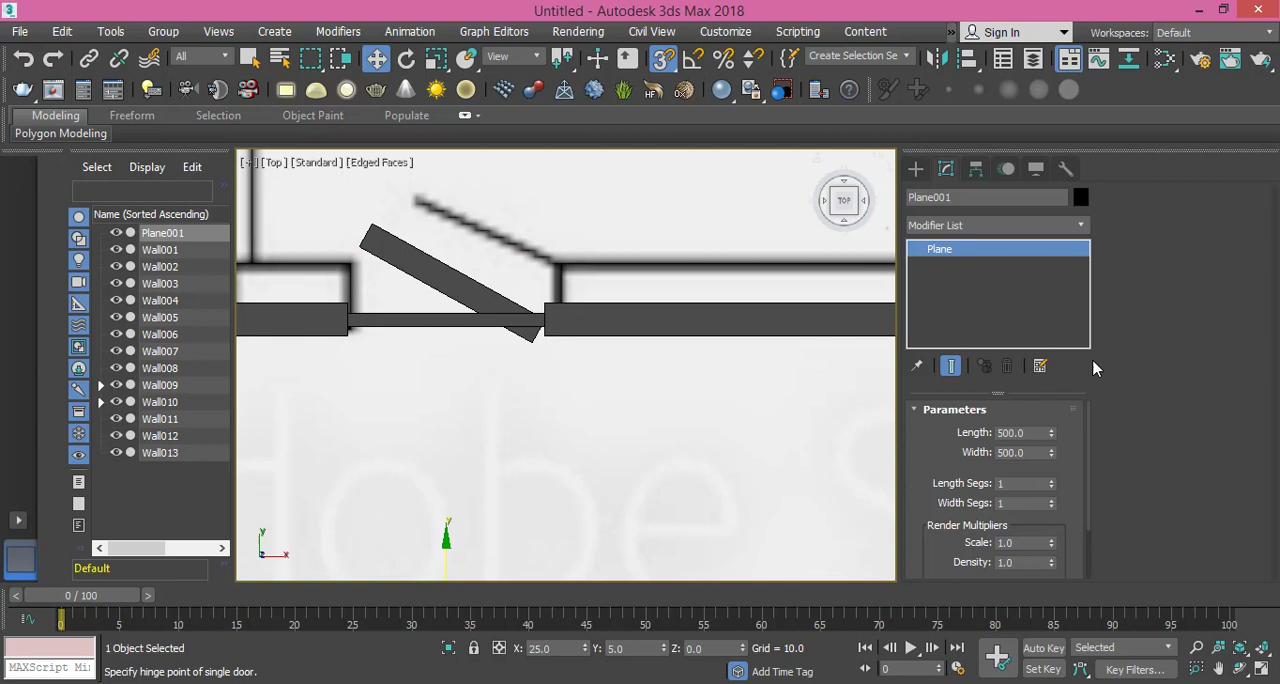 Untitled - Autodesk 3ds Max 2018
File Edit Tools Group Views Create Modifiers Animation Graph Editors Rendering Civil View Customize Scripting Content » Sign In Workspaces: Default
All View 3 Create Selection Se
HF
Modeling Freeform Selection Object Paint Populate
Polygon Modeling
Select Display Edit
Name (Sorted Ascending)
Plane001
Wall001
Wall002
Wall003
Wall004
Wall005
Wall006
Wall007
Wall008
Wall009
Wall010
Wall011
Wall012
Wall013
Default
[Top] [Standard] [Edged Faces]
TOP
y
y
x
Plane001
Modifier List
Plane
Parameters
Length: 500.0
Width: 500.0
Length Segs: 1
Width Segs: 1
Render Multipliers
Scale: 1.0
Density: 1.0
< 0 / 100 >
0 5 10 15 20 25 30 35 40 45 50 55 60 65 70 75 80 85 90 95 100
MAXScript Mi
1 Object Selected
Specify hinge point of single door.
X: 25.0 Y: 5.0 Z: 0.0 Grid = 10.0
Add Time Tag
0
Auto Key Selected
Set Key Key Filters...